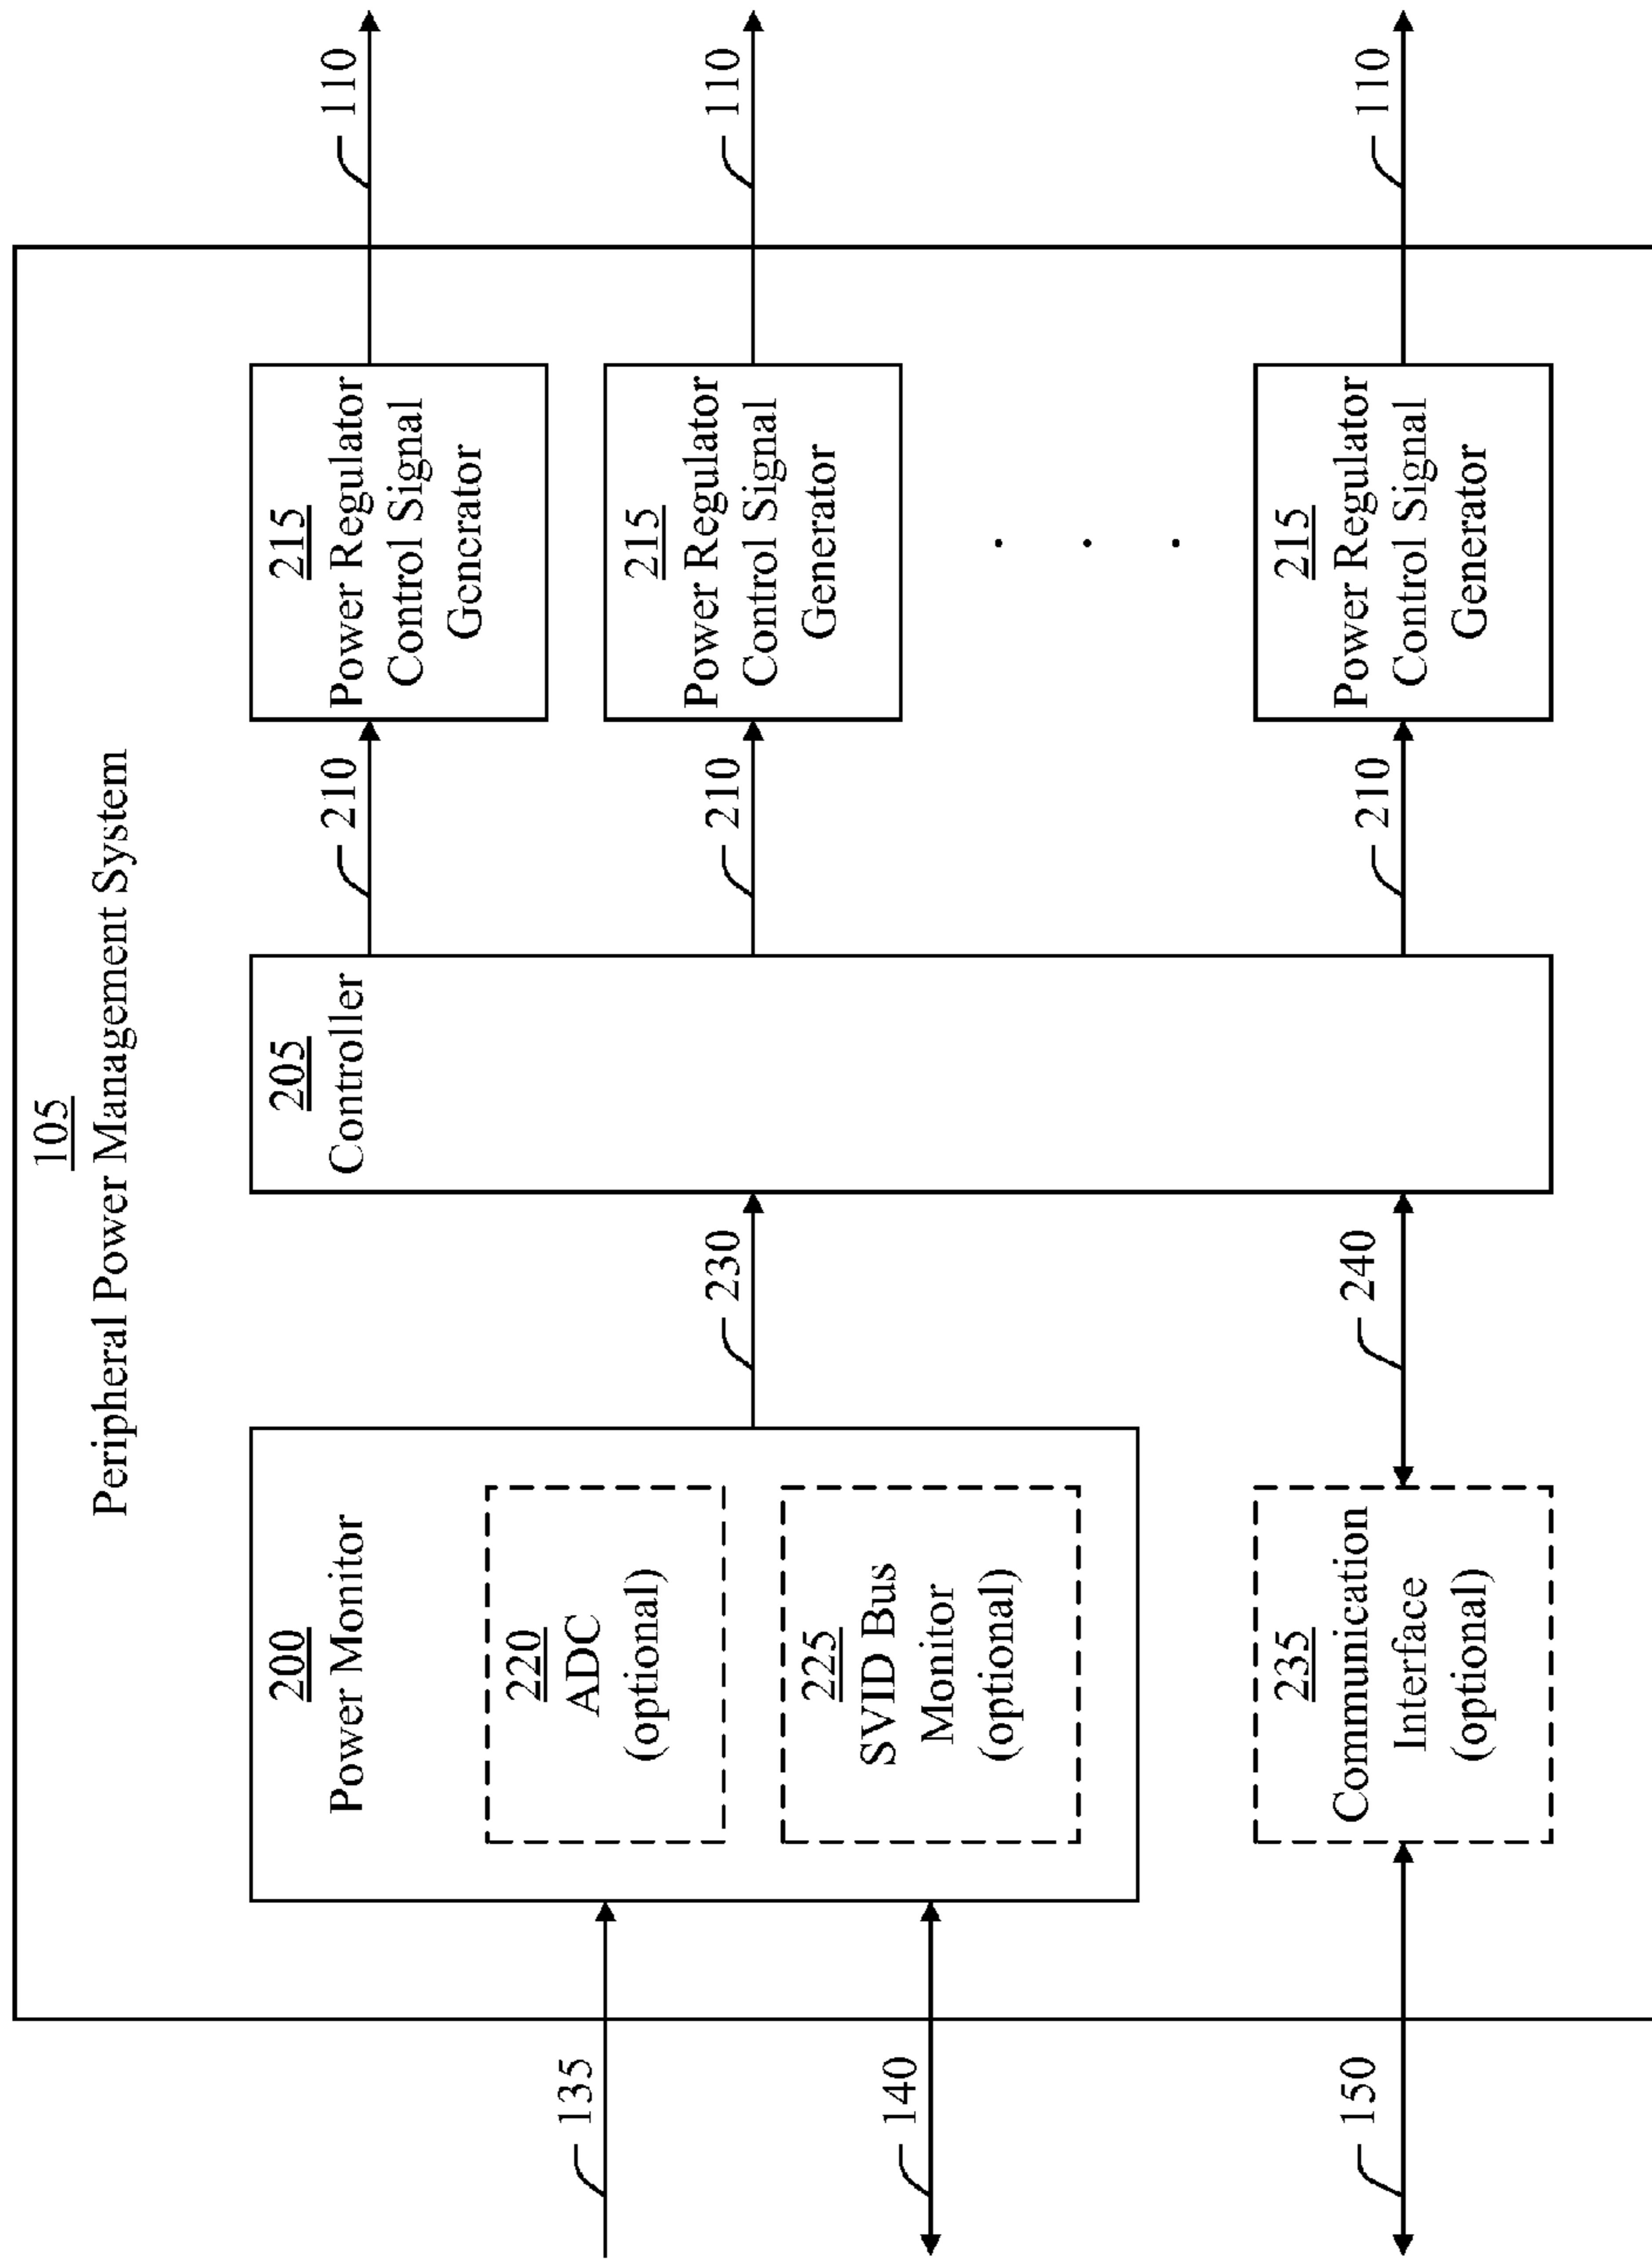 105
Peripheral Power Management System
200
Power Monitor
220
ADC
(optional)
225
SVID Bus
Monitor
(optional)
235
Communication
Interface
(optional)
205
Controller
215
Power Regulator
Control Signal
Generator
215
Power Regulator
Control Signal
Generator
. . .
215
Power Regulator
Control Signal
Generator
135
140
150
230
240
210
210
210
110
110
110